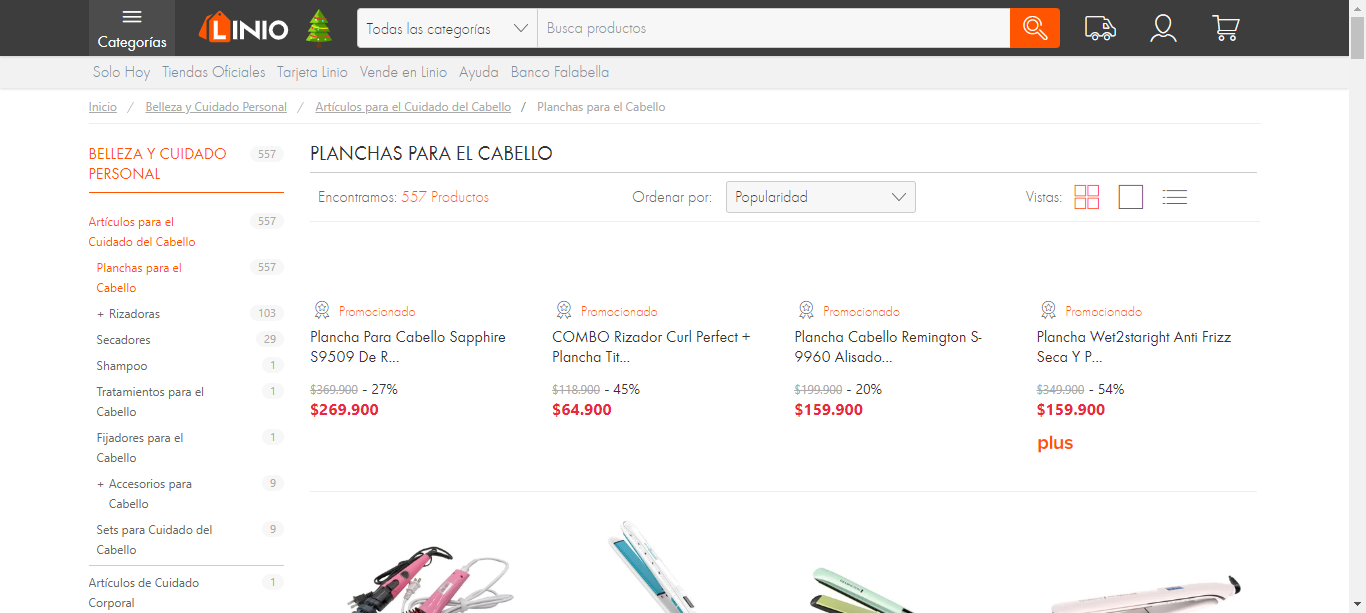 Categorías
LINIO
Todas las categorías
Busca productos
Solo Hoy Tiendas Oficiales Tarjeta Linio Vende en Linio Ayuda Banco Falabella
Inicio / Belleza y Cuidado Personal / Artículos para el Cuidado del Cabello / Planchas para el Cabello
BELLEZA Y CUIDADO 557
PERSONAL
Artículos para el 557
Cuidado del Cabello
Planchas para el 557
Cabello
+ Rizadoras 103
Secadores 29
Shampoo 1
Tratamientos para el 1
Cabello
Fijadores para el 1
Cabello
+ Accesorios para 9
Cabello
Sets para Cuidado del 9
Cabello
Artículos de Cuidado 1
Corporal
PLANCHAS PARA EL CABELLO
Encontramos: 557 Productos
Ordenar por: Popularidad
Vistas:
Promocionado
Plancha Para Cabello Sapphire
S9509 De R...
$369.900 - 27%
$269.900
Promocionado
COMBO Rizador Curl Perfect +
Plancha Tit...
$118.900 - 45%
$64.900
Promocionado
Plancha Cabello Remington S-
9960 Alisado...
$199.900 - 20%
$159.900
Promocionado
Plancha Wet2staright Anti Frizz
Seca Y P...
$349.900 - 54%
$159.900
plus